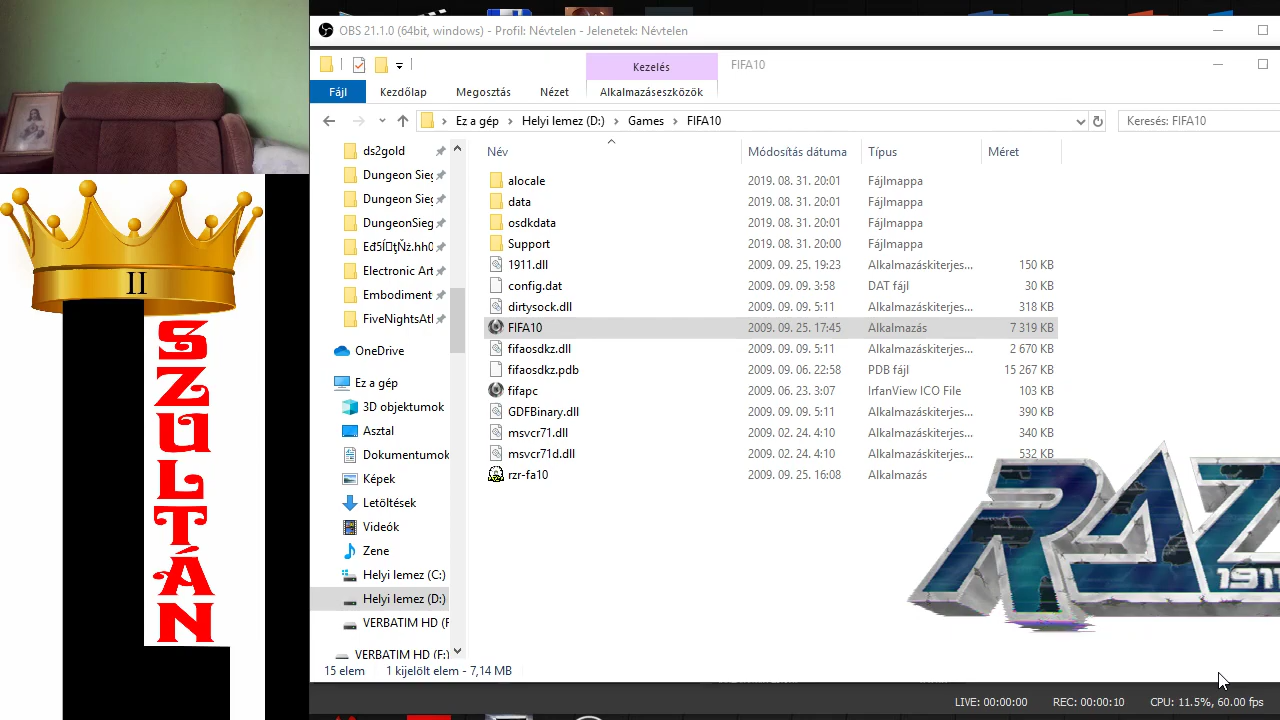 OBS 21.1.0 (64bit, windows) - Profil: Névtelen - Jelenetek: Névtelen
Kezelés
FIFA10
Fájl
Kezdőlap
Megosztás
Nézet
Alkalmazáseszközök
Ez a gép
Helyi lemez (D:)
Games
FIFA10
Keresés: FIFA10
Név
Módosítás dátuma
Típus
Méret
ds2gold
Dungeon Sieg
Dungeon Sieg
DungeonSieg
Electronic Art
Embodiment
FiveNightsAtl
OneDrive
Ez a gép
3D objektumok
Asztal
Dokumentumok
Képek
Letöltések
Videók
Zene
Helyi lemez (C:)
Helyi lemez (D:)
VERBATIM HD (F
VERBATIM HD (F:)
alocale 2019. 08. 31. 20:01 Fájlmappa
data 2019. 08. 31. 20:01 Fájlmappa
osdkdata 2019. 08. 31. 20:01 Fájlmappa
Support 2019. 08. 31. 20:00 Fájlmappa
1911.dll 2009. 09. 25. 19:23 Alkalmazáskiterjes... 150 KB
config.dat 2009. 09. 09. 3:58 DAT fájl 30 KB
dirtysock.dll 2009. 09. 09. 5:11 Alkalmazáskiterjes... 318 KB
FIFA10 2009. 09. 25. 17:45 Alkalmazás 7 319 KB
fifaosdkz.dll 2009. 09. 09. 5:11 Alkalmazáskiterjes... 2 670 KB
fifaosdkz.pdb 2009. 09. 06. 22:58 PDB fájl 15 267 KB
fifapc 2009. 06. 23. 3:07 IrfanView ICO File 103 KB
GDFBinary.dll 2009. 09. 09. 5:11 Alkalmazáskiterjes... 390 KB
msvcr71.dll 2009. 02. 24. 4:10 Alkalmazáskiterjes... 340 KB
msvcr71d.dll 2009. 02. 24. 4:10 Alkalmazáskiterjes... 532 KB
rzr-fa10 2009. 09. 25. 16:08 Alkalmazás
15 elem
1 kijelölt elem - 7,14 MB
LIVE: 00:00:00
REC: 00:00:10
CPU: 11.5%, 60.00 fps
II
SZULTÁN
RAZ
1911